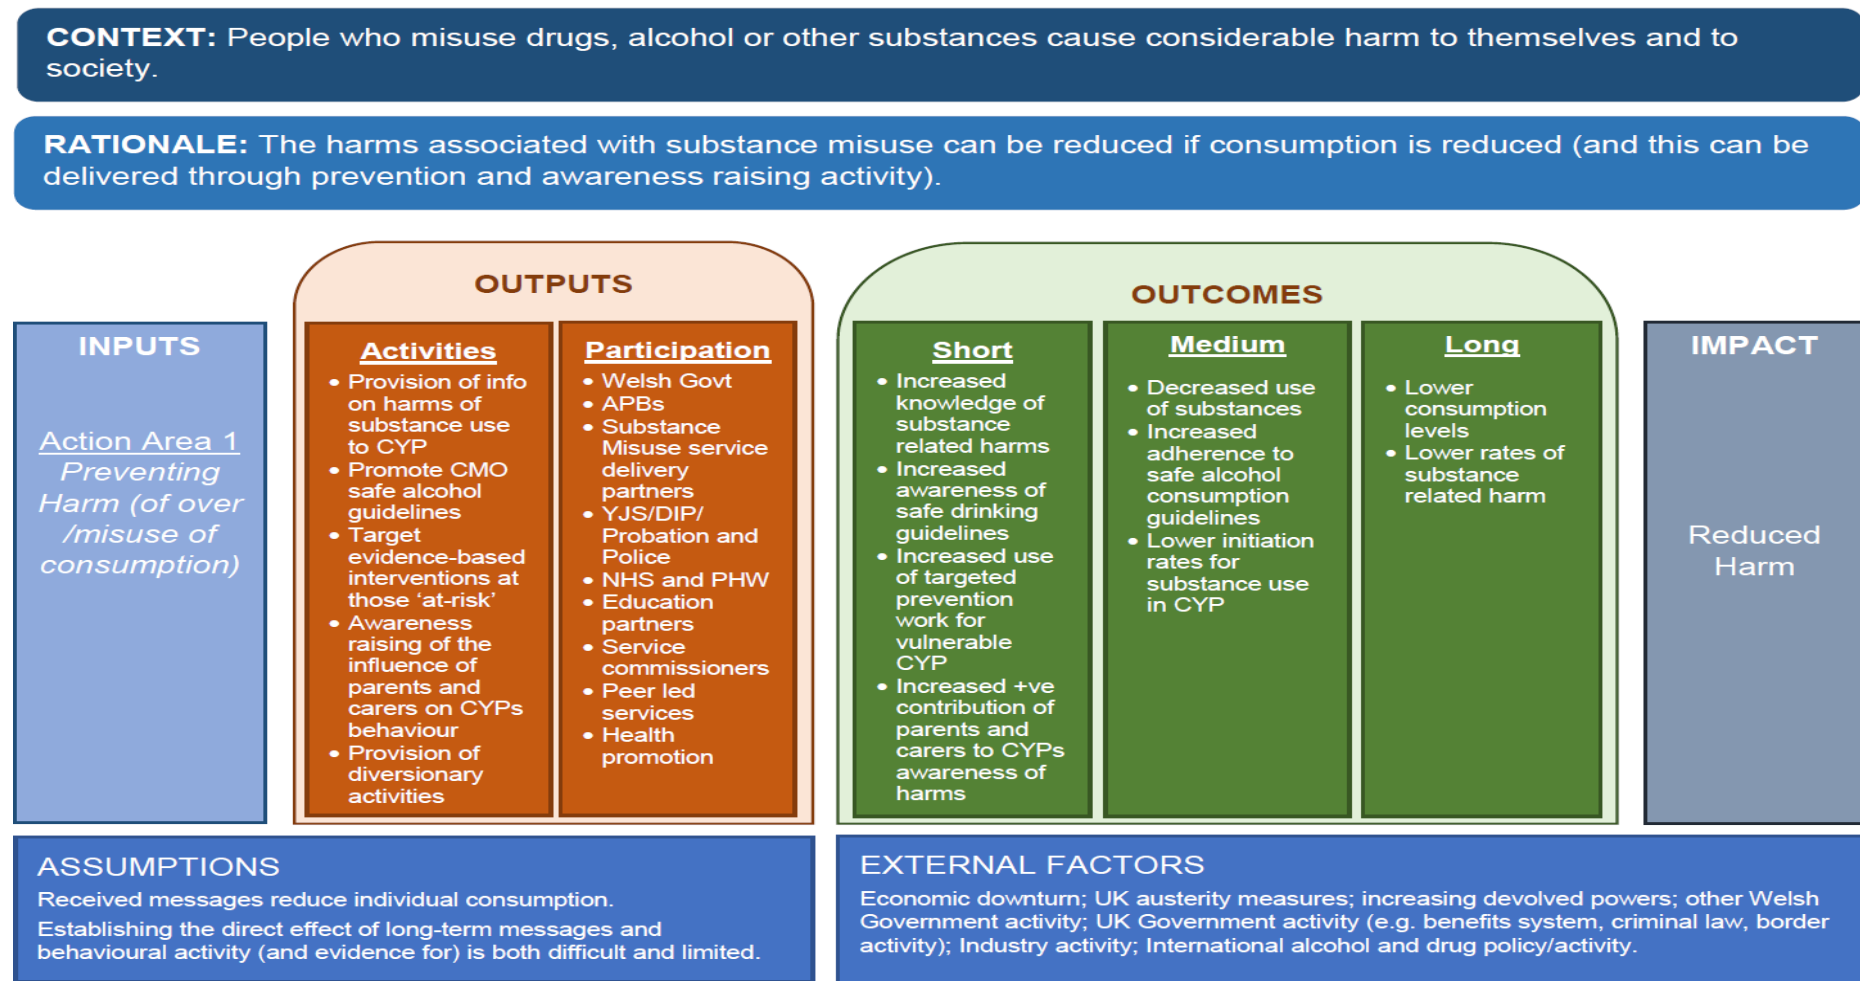 CONTEXT: People who misuse drugs, alcohol or other substances cause considerable harm to themselves and to
society.
RATIONALE: The harms associated with substance misuse can be reduced if consumption is reduced (and this can be
delivered through prevention and awareness raising activity).
INPUTS
Action Area 1
Preventing
Harm (of over
/misuse of
consumption)
OUTPUTS
Activities
• Provision of info
on harms of
substance use
to CYP
• Promote CMO
safe alcohol
guidelines
• Target
evidence-based
interventions at
those ‘at-risk’
• Awareness
raising of the
influence of
parents and
carers on CYPs
behaviour
• Provision of
diversionary
activities
Participation
• Welsh Govt
• APBs
• Substance
Misuse service
delivery
partners
• YJS/DIP/
Probation and
Police
• NHS and PHW
• Education
partners
• Service
commissioners
• Peer led
services
• Health
promotion
OUTCOMES
Short
• Increased
knowledge of
substance
related harms
• Increased
awareness of
safe drinking
guidelines
• Increased use
of targeted
prevention
work for
vulnerable
CYP
• Increased +ve
contribution of
parents and
carers to CYPs
awareness of
harms
Medium
• Decreased use
of substances
• Increased
adherence to
safe alcohol
consumption
guidelines
• Lower initiation
rates for
substance use
in CYP
Long
• Lower
consumption
levels
• Lower rates of
substance
related harm
IMPACT
Reduced
Harm
ASSUMPTIONS
Received messages reduce individual consumption.
Establishing the direct effect of long-term messages and
behavioural activity (and evidence for) is both difficult and limited.
EXTERNAL FACTORS
Economic downturn; UK austerity measures; increasing devolved powers; other Welsh
Government activity; UK Government activity (e.g. benefits system, criminal law, border
activity); Industry activity; International alcohol and drug policy/activity.